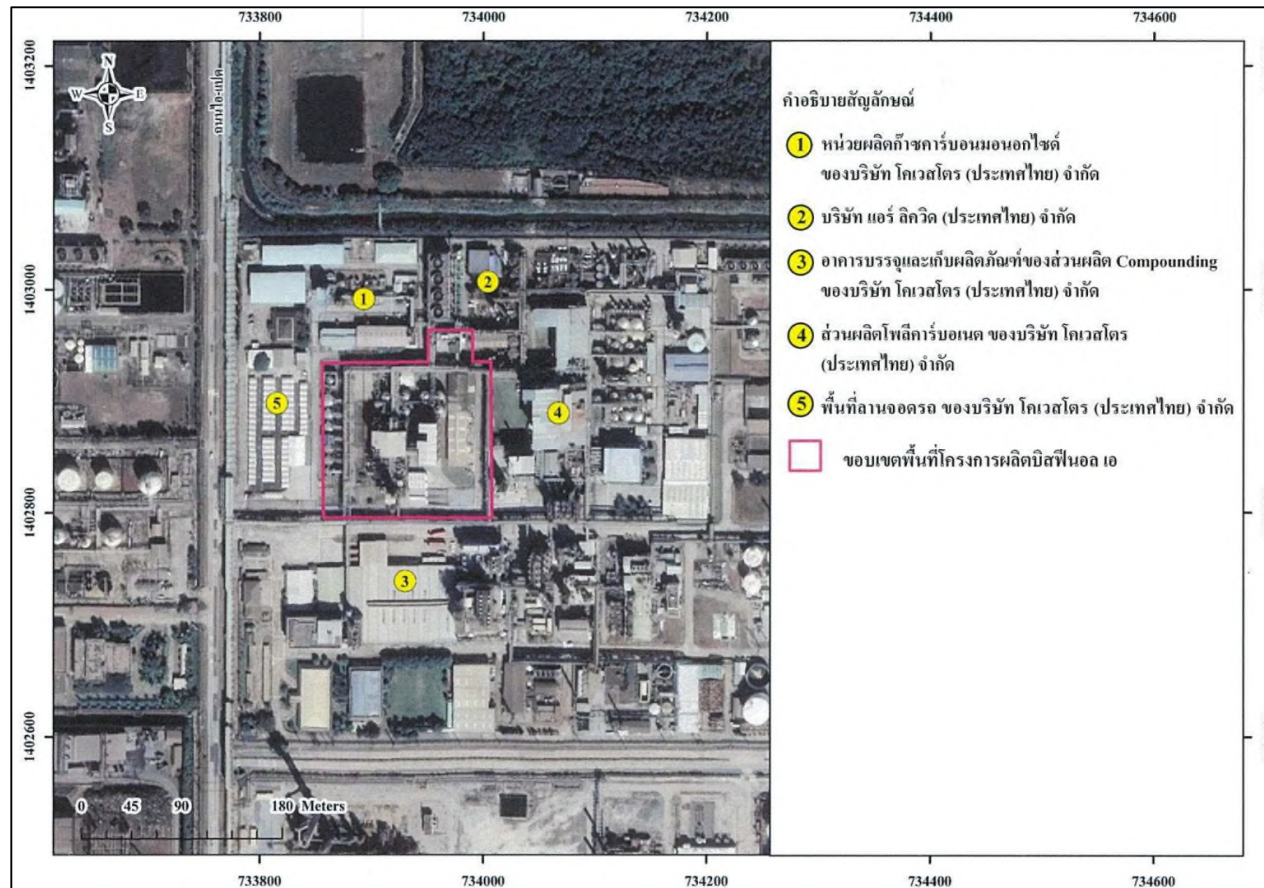 733800 734000 734200 734400 734600
1403200
N
W E
S
ถนนไอ-แปด
คำอธิบายสัญลักษณ์
1 หน่วยผลิตก๊าซคาร์บอนมอนอกไซด์
ของบริษัท โคเวสโตร (ประเทศไทย) จำกัด
2 บริษัท แอร์ ลิควิด (ประเทศไทย) จำกัด
3 อาคารบรรจุและเก็บผลิตภัณฑ์ของส่วนผลิต Compounding
ของบริษัท โคเวสโตร (ประเทศไทย) จำกัด
4 ส่วนผลิตโพลีคาร์บอเนต ของบริษัท โคเวสโตร
(ประเทศไทย) จำกัด
5 พื้นที่ลานจอดรถ ของบริษัท โคเวสโตร (ประเทศไทย) จำกัด
ขอบเขตพื้นที่โครงการผลิตบิสฟีนอล เอ
1403000
1 2
5 4
1402800
3
1402600
0 45 90 180 Meters
733800 734000 734200 734400 734600